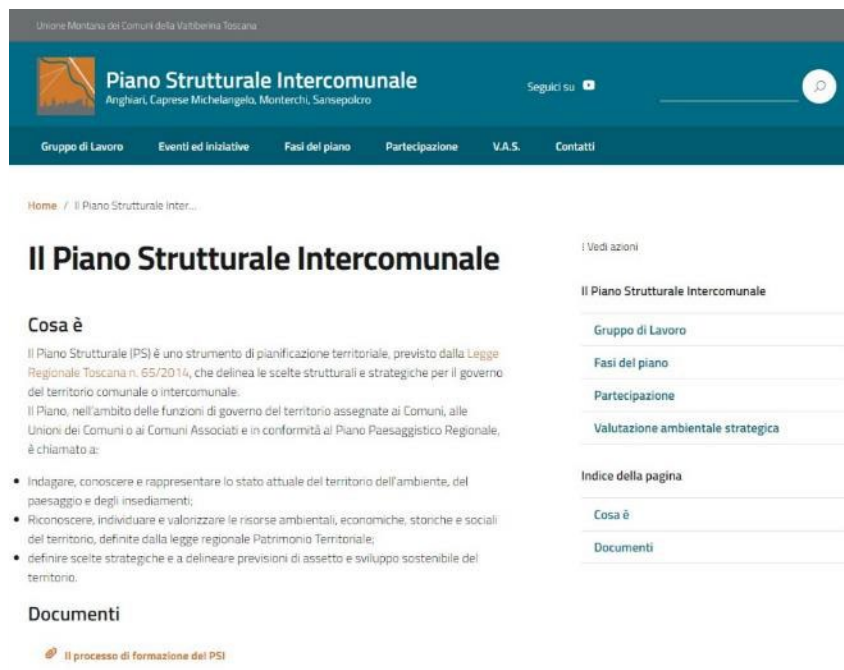 Unione Montana dei Comuni della Valtiberina Toscana
Piano Strutturale Intercomunale
Anghiari, Caprese Michelangelo, Monterchi, Sansepolcro
Seguici su
Gruppo di Lavoro Eventi ed iniziative Fasi del piano Partecipazione V.A.S. Contatti
Home / Il Piano Strutturale Inter...
Il Piano Strutturale Intercomunale
Cosa è
Il Piano Strutturale (PS) è uno strumento di pianificazione territoriale, previsto dalla Legge
Regionale Toscana n. 65/2014, che delinea le scelte strutturali e strategiche per il governo
del territorio comunale o intercomunale.
Il Piano, nell'ambito delle funzioni di governo del territorio assegnate ai Comuni, alle
Unioni dei Comuni o ai Comuni Associati e in conformità al Piano Paesaggistico Regionale,
è chiamato a:
• Indagare, conoscere e rappresentare lo stato attuale del territorio dell'ambiente, del
paesaggio e degli insediamenti;
• Riconoscere, individuare e valorizzare le risorse ambientali, economiche, storiche e sociali
del territorio, definite dalla legge regionale Patrimonio Territoriale;
• definire scelte strategiche e a delineare previsioni di assetto e sviluppo sostenibile del
territorio.
Documenti
Il processo di formazione del PSI
⁝ Vedi azioni
Il Piano Strutturale Intercomunale
Gruppo di Lavoro
Fasi del piano
Partecipazione
Valutazione ambientale strategica
Indice della pagina
Cosa è
Documenti